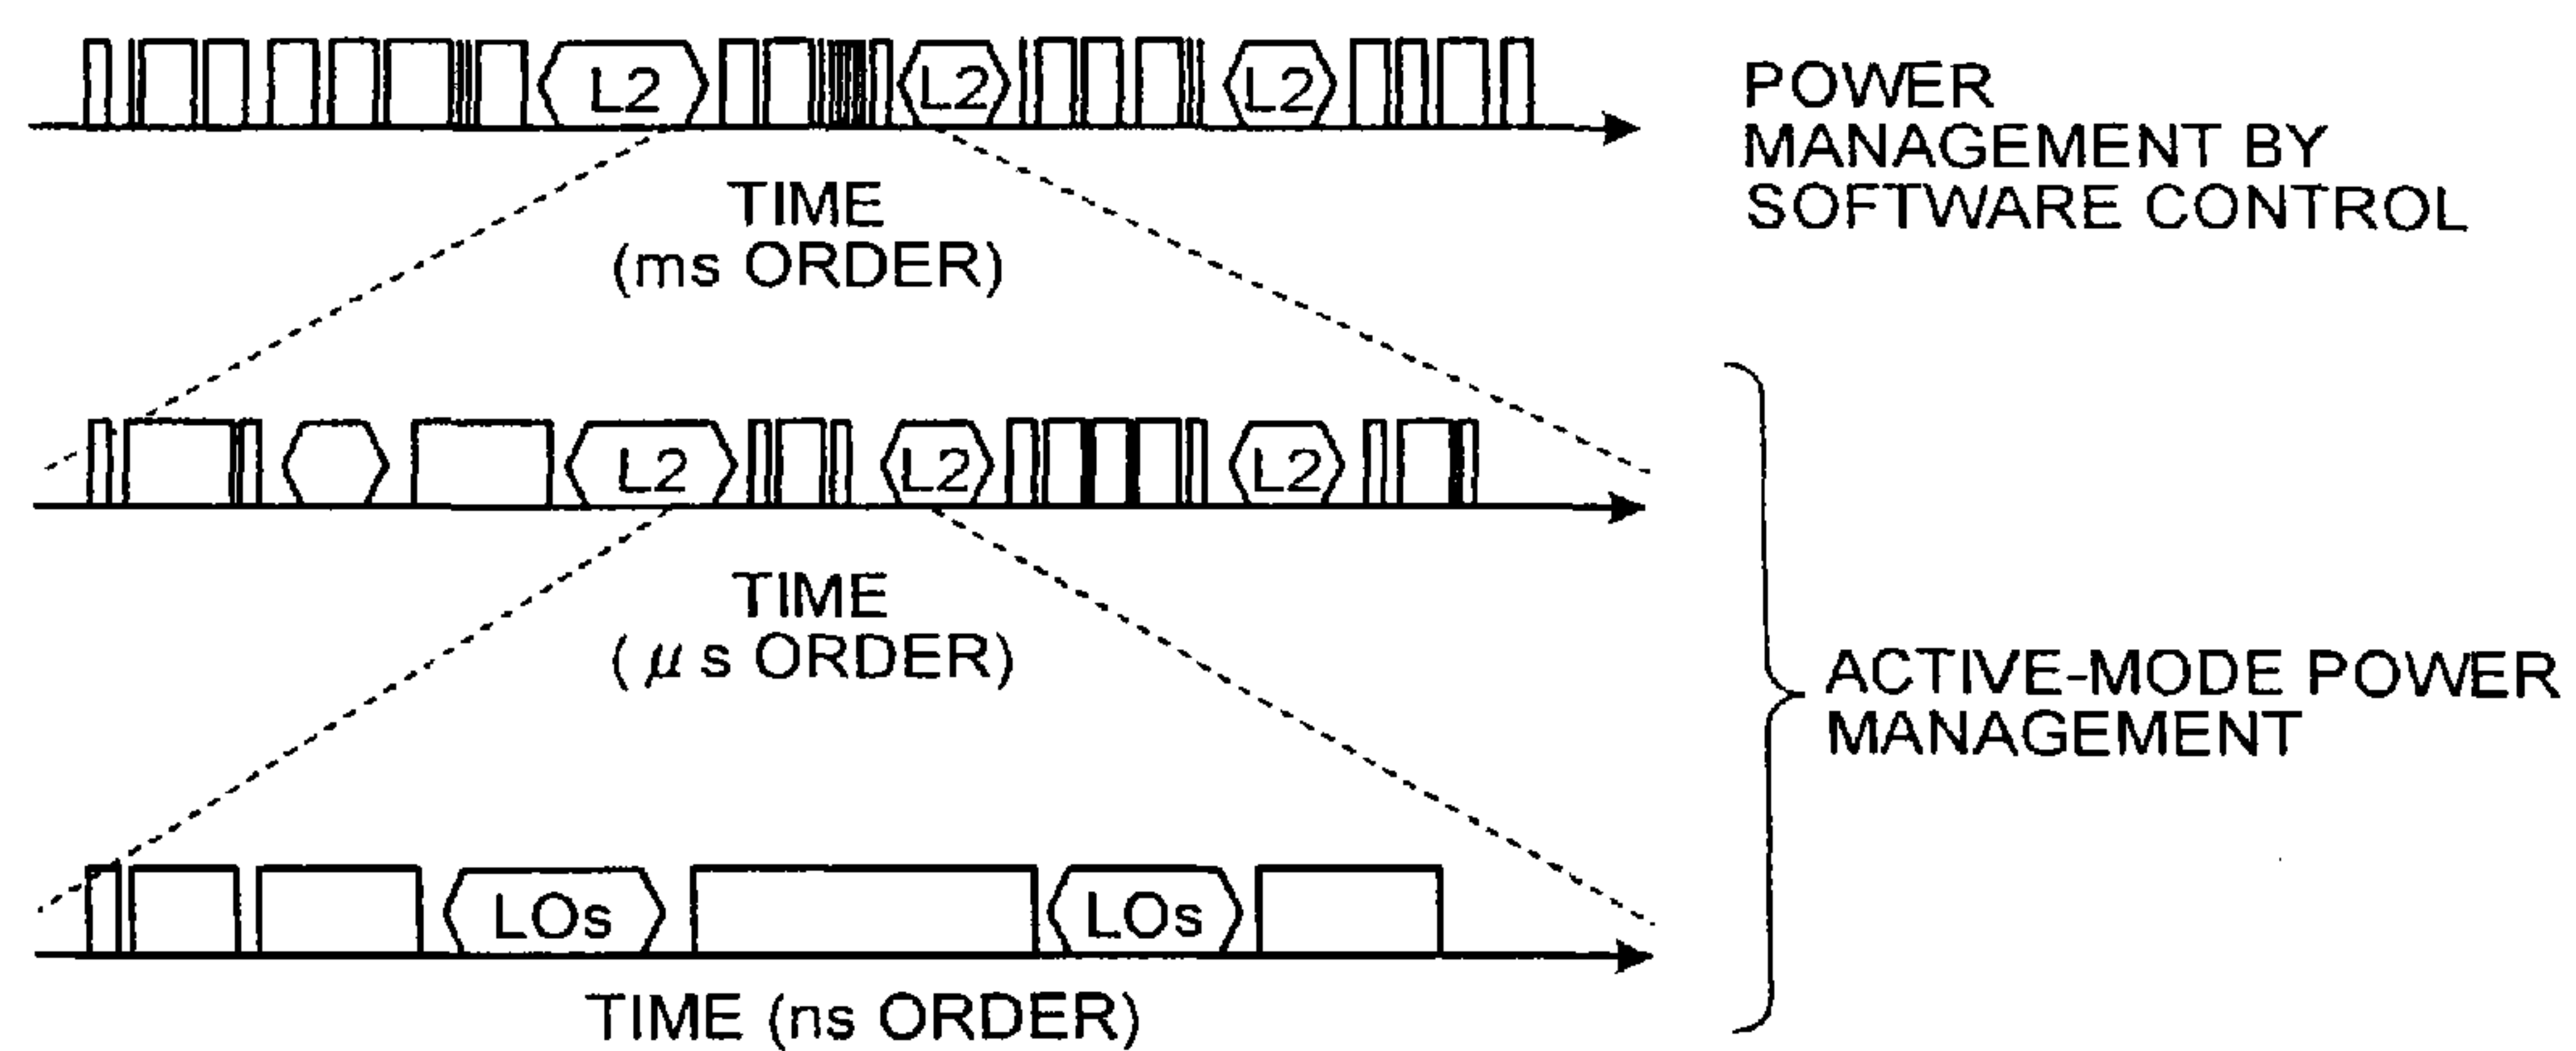 L2 L2 L2
POWER
MANAGEMENT BY
SOFTWARE CONTROL
TIME
(ms ORDER)
L2 L2 L2
TIME
(μs ORDER)
ACTIVE-MODE POWER
MANAGEMENT
LOs LOs
TIME (ns ORDER)